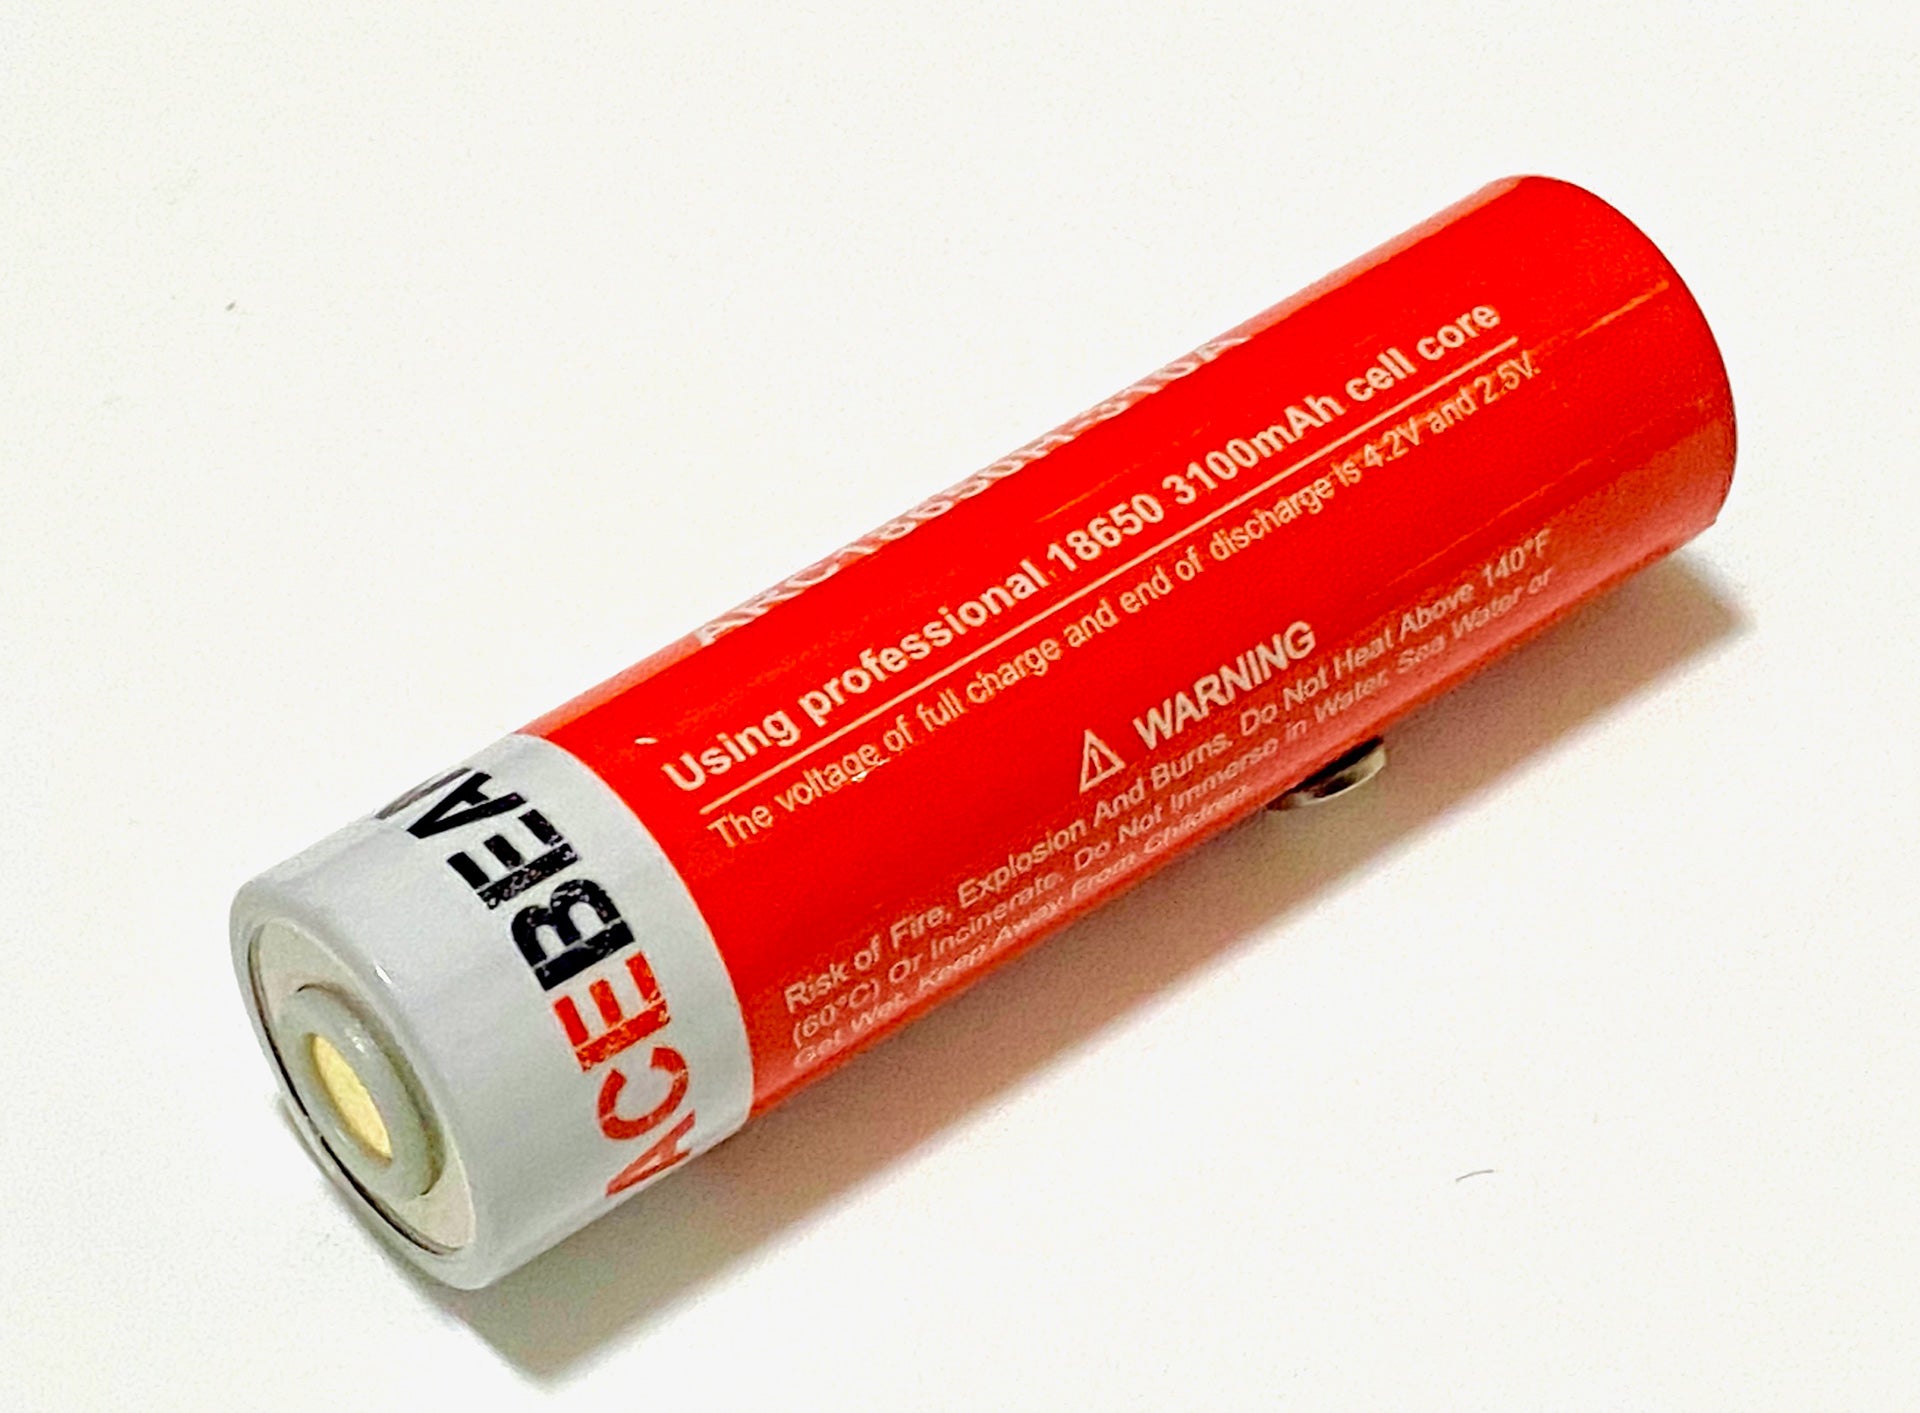 ACEBEA
ARC18650H-310A
Using professional 18650 3100mAh cell core
The voltage of full charge and end of discharge is 4.2V and 2.5V.
WARNING
Risk of Fire, Explosion And Burns. Do Not Heat Above 140°F
(60°C) Or Incinerate. Do Not Immerse in Water, Sea Water or
Get Wet. Keep Away From Children.